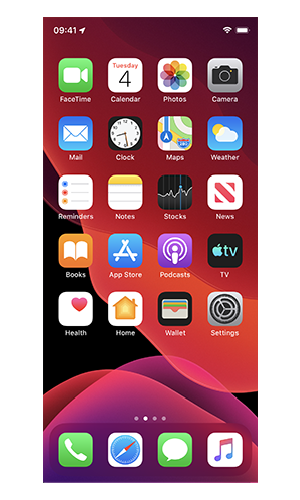 09:41
Tuesday
4
FaceTime Calendar Photos Camera
Mail Clock Maps Weather
Reminders Notes Stocks News
tv
Books App Store Podcasts TV
Health Home Wallet Settings